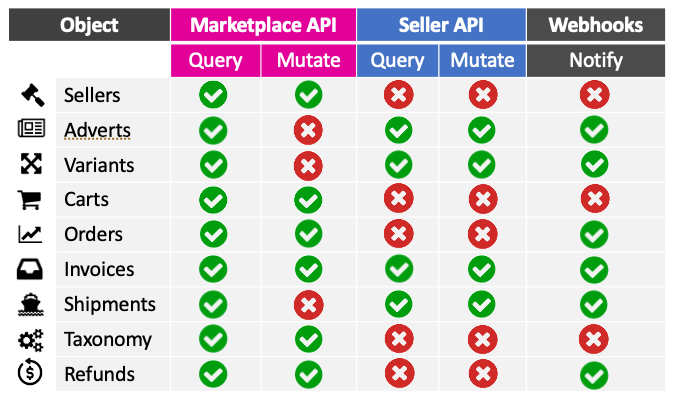 Object Marketplace API Seller API Webhooks
Query Mutate Query Mutate Notify
Sellers
Adverts
Variants
Carts
Orders
Invoices
Shipments
Taxonomy
Refunds